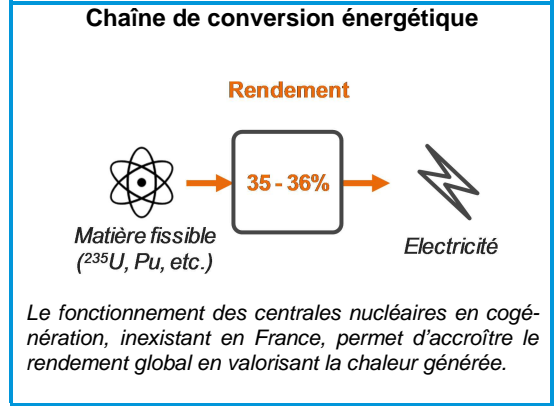 Chaîne de conversion énergétique
Rendement
35 - 36%
Matière fissible
(²³⁵U, Pu, etc.)
Electricité
Le fonctionnement des centrales nucléaires en cogé-
nération, inexistant en France, permet d’accroître le
rendement global en valorisant la chaleur générée.